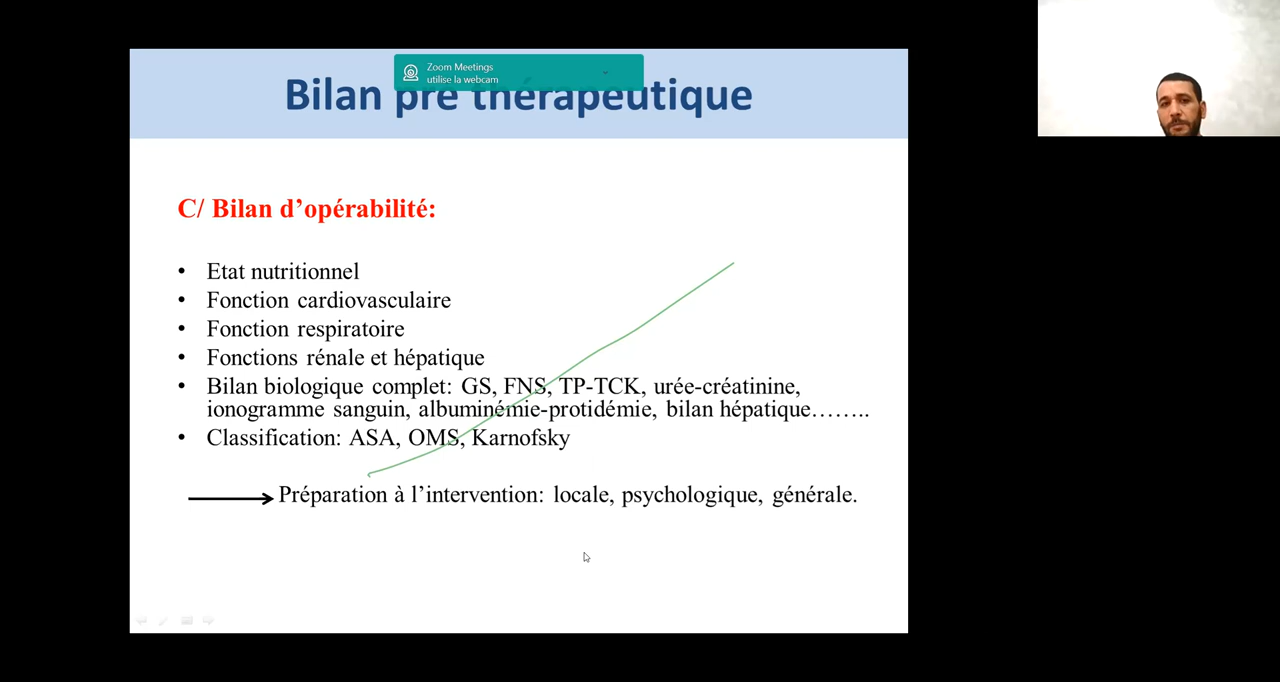 Zoom Meetings
utilise la webcam
Bilan pré thérapeutique
C/ Bilan d’opérabilité:
• Etat nutritionnel
• Fonction cardiovasculaire
• Fonction respiratoire
• Fonctions rénale et hépatique
• Bilan biologique complet: GS, FNS, TP-TCK, urée-créatinine,
ionogramme sanguin, albuminémie-protidémie, bilan hépatique……..
• Classification: ASA, OMS, Karnofsky
Préparation à l’intervention: locale, psychologique, générale.